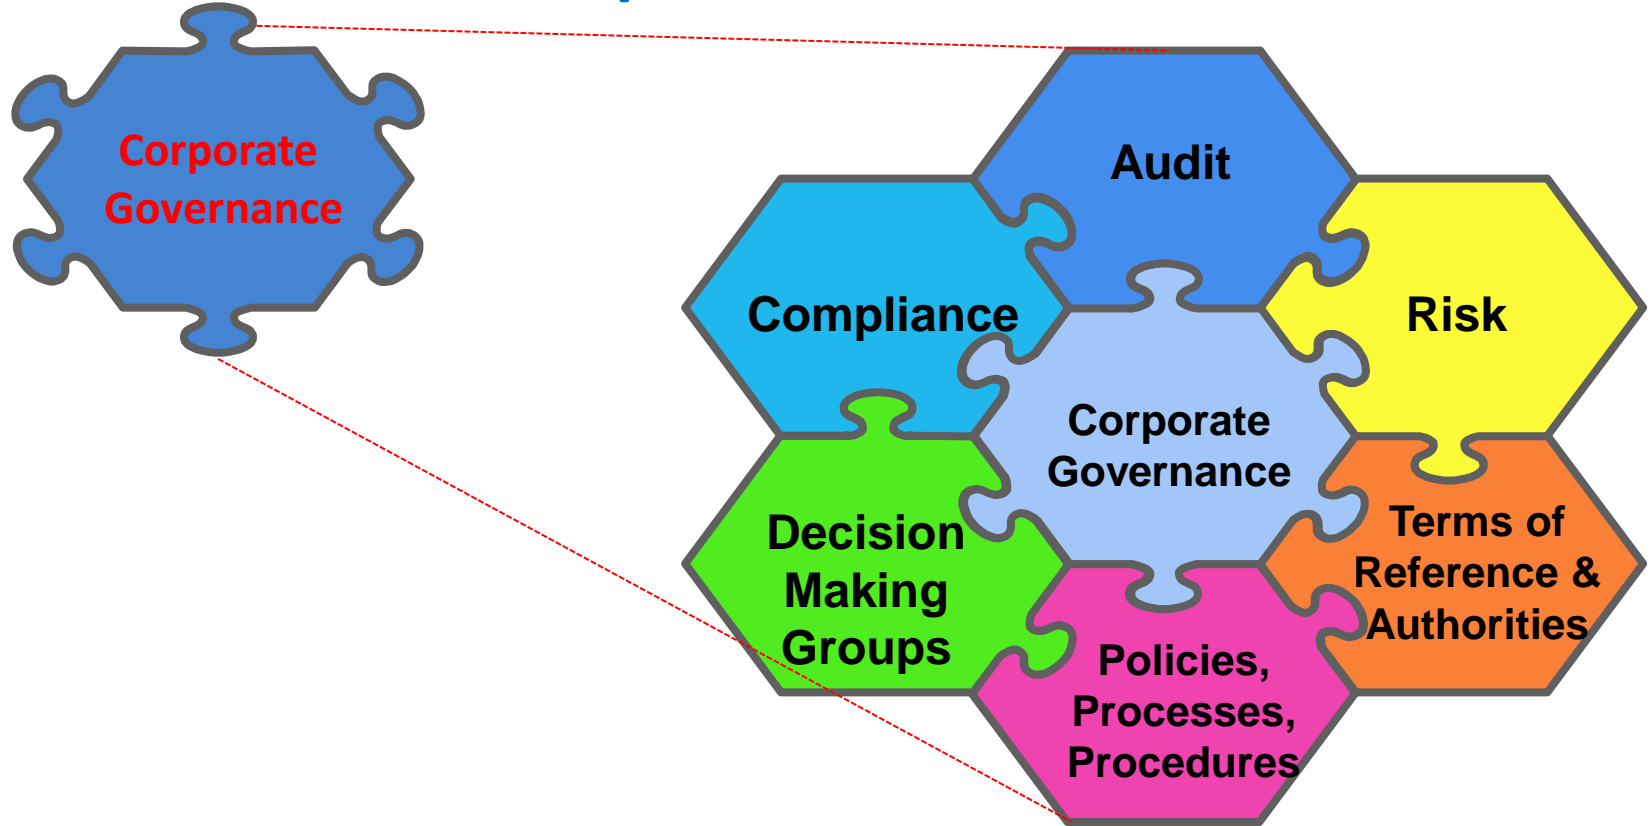 Corporate
Governance
Audit
Compliance
Risk
Corporate
Governance
Decision
Making
Groups
Terms of
Reference &
Authorities
Policies,
Processes,
Procedures